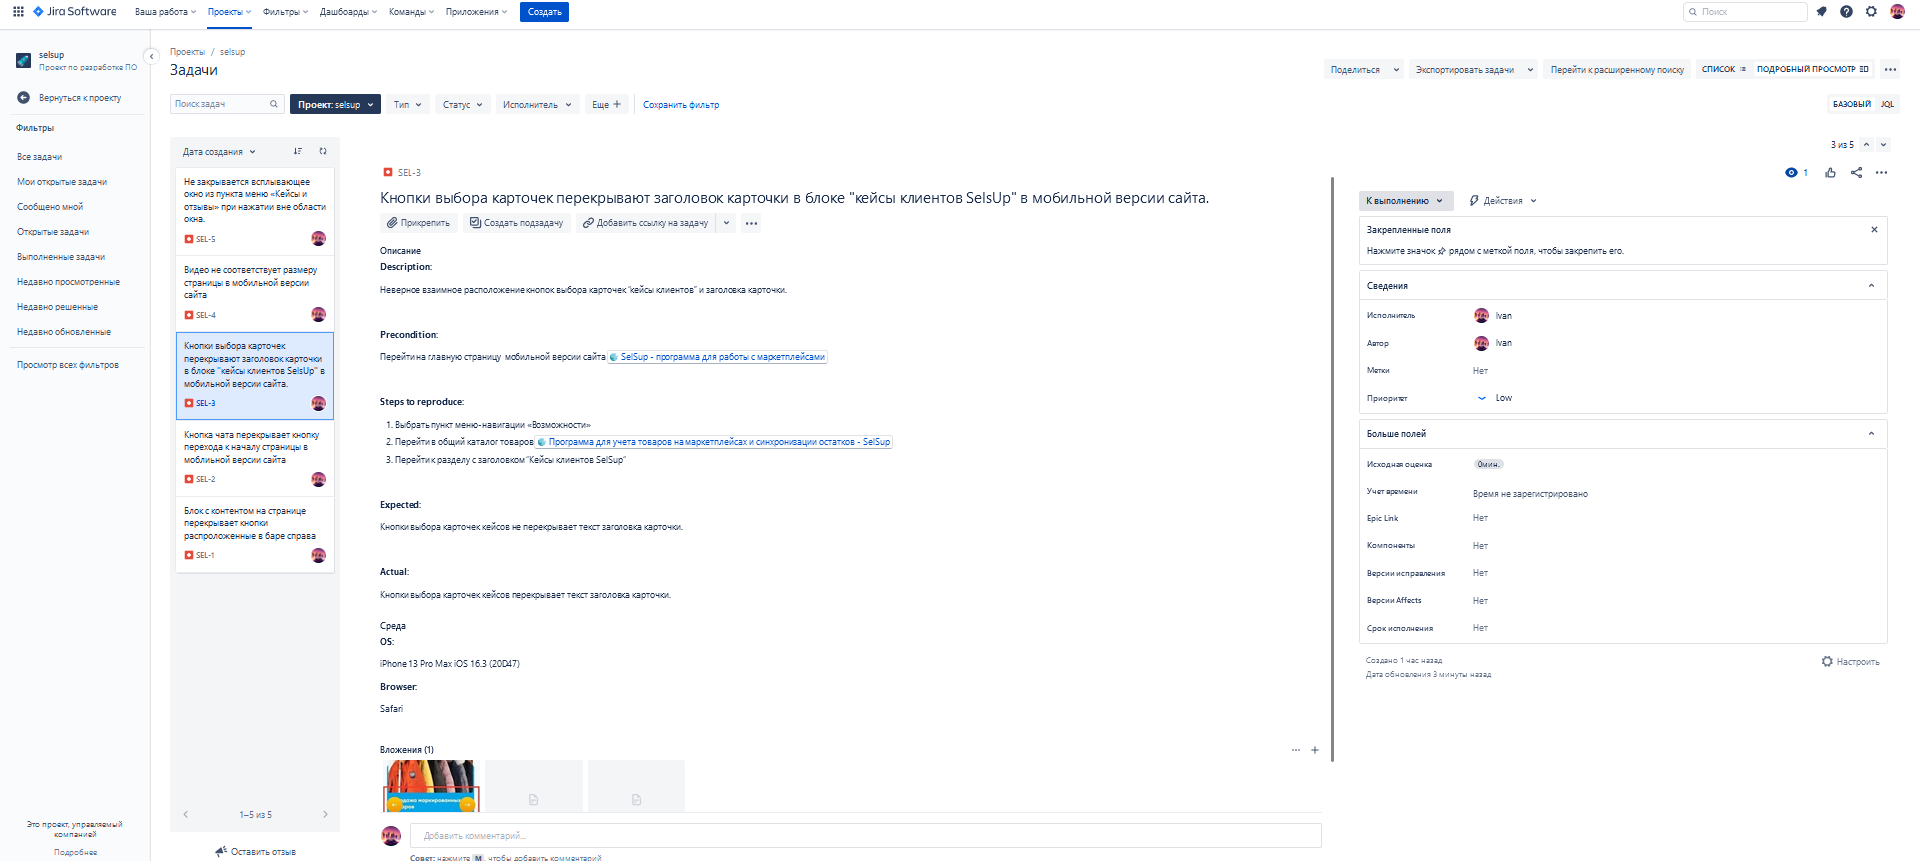 Jira Software
Ваша работа
Проекты
Фильтры
Дашборды
Команды
Приложения
Создать
Поиск
selsup
Проект по разработке ПО
Вернуться к проекту
Фильтры
Все задачи
Мои открытые задачи
Сообщено мной
Открытые задачи
Выполненные задачи
Недавно просмотренные
Недавно решенные
Недавно обновленные
Просмотр всех фильтров
Это проект, управляемый
компанией
Подробнее
Проекты / selsup
Задачи
Поделиться
Экспортировать задачи
Перейти к расширенному поиску
СПИСОК
ПОДРОБНЫЙ ПРОСМОТР
Поиск задач
Проект: selsup
Тип
Статус
Исполнитель
Еще +
Сохранить фильтр
БАЗОВЫЙ
JQL
Дата создания
Не закрывается всплывающее
окно из пункта меню «Кейсы и
отзывы» при нажатии вне области
окна.
SEL-5
Видео не соответствует размеру
страницы в мобильной версии
сайта
SEL-4
Кнопки выбора карточек
перекрывают заголовок карточки
в блоке "кейсы клиентов SelsUp" в
мобильной версии сайта.
SEL-3
Кнопка чата перекрывает кнопку
перехода к началу страницы в
моблиьной версии сайта
SEL-2
Блок с контентом на странице
перекрывает кнопки
распроложенные в баре справа
SEL-1
1–5 из 5
Оставить отзыв
3 из 5
SEL-3
1
Кнопки выбора карточек перекрывают заголовок карточки в блоке "кейсы клиентов SelsUp" в мобильной версии сайта.
Прикрепить
Создать подзадачу
Добавить ссылку на задачу
Описание
Description:
Неверное взаимное расположение кнопок выбора карточек "кейсы клиентов" и заголовка карточки.
Precondition:
Перейти на главную страницу мобильной версии сайта SelSup - программа для работы с маркетплейсами
Steps to reproduce:
1. Выбрать пункт меню-навигации «Возможности»
2. Перейти в общий каталог товаров Программа для учета товаров на маркетплейсах и синхронизации остатков - SelSup
3. Перейти к разделу с заголовком "Кейсы клиентов SelSup"
Expected:
Кнопки выбора карточек кейсов не перекрывает текст заголовка карточки.
Actual:
Кнопки выбора карточек кейсов перекрывает текст заголовка карточки.
Среда
OS:
iPhone 13 Pro Max iOS 16.3 (20D47)
Browser:
Safari
Вложения (1)
Добавить комментарий...
Совет: нажмите M, чтобы добавить комментарий
К выполнению
Действия
Закрепленные поля
Нажмите значок рядом с меткой поля, чтобы закрепить его.
Сведения
Исполнитель
Ivan
Автор
Ivan
Метки
Нет
Приоритет
Low
Больше полей
Исходная оценка
0мин.
Учет времени
Время не зарегистрировано
Epic Link
Нет
Компоненты
Нет
Версии исправления
Нет
Версии Affects
Нет
Срок исполнения
Нет
Создано 1 час назад
Дата обновления 3 минуты назад
Настроить